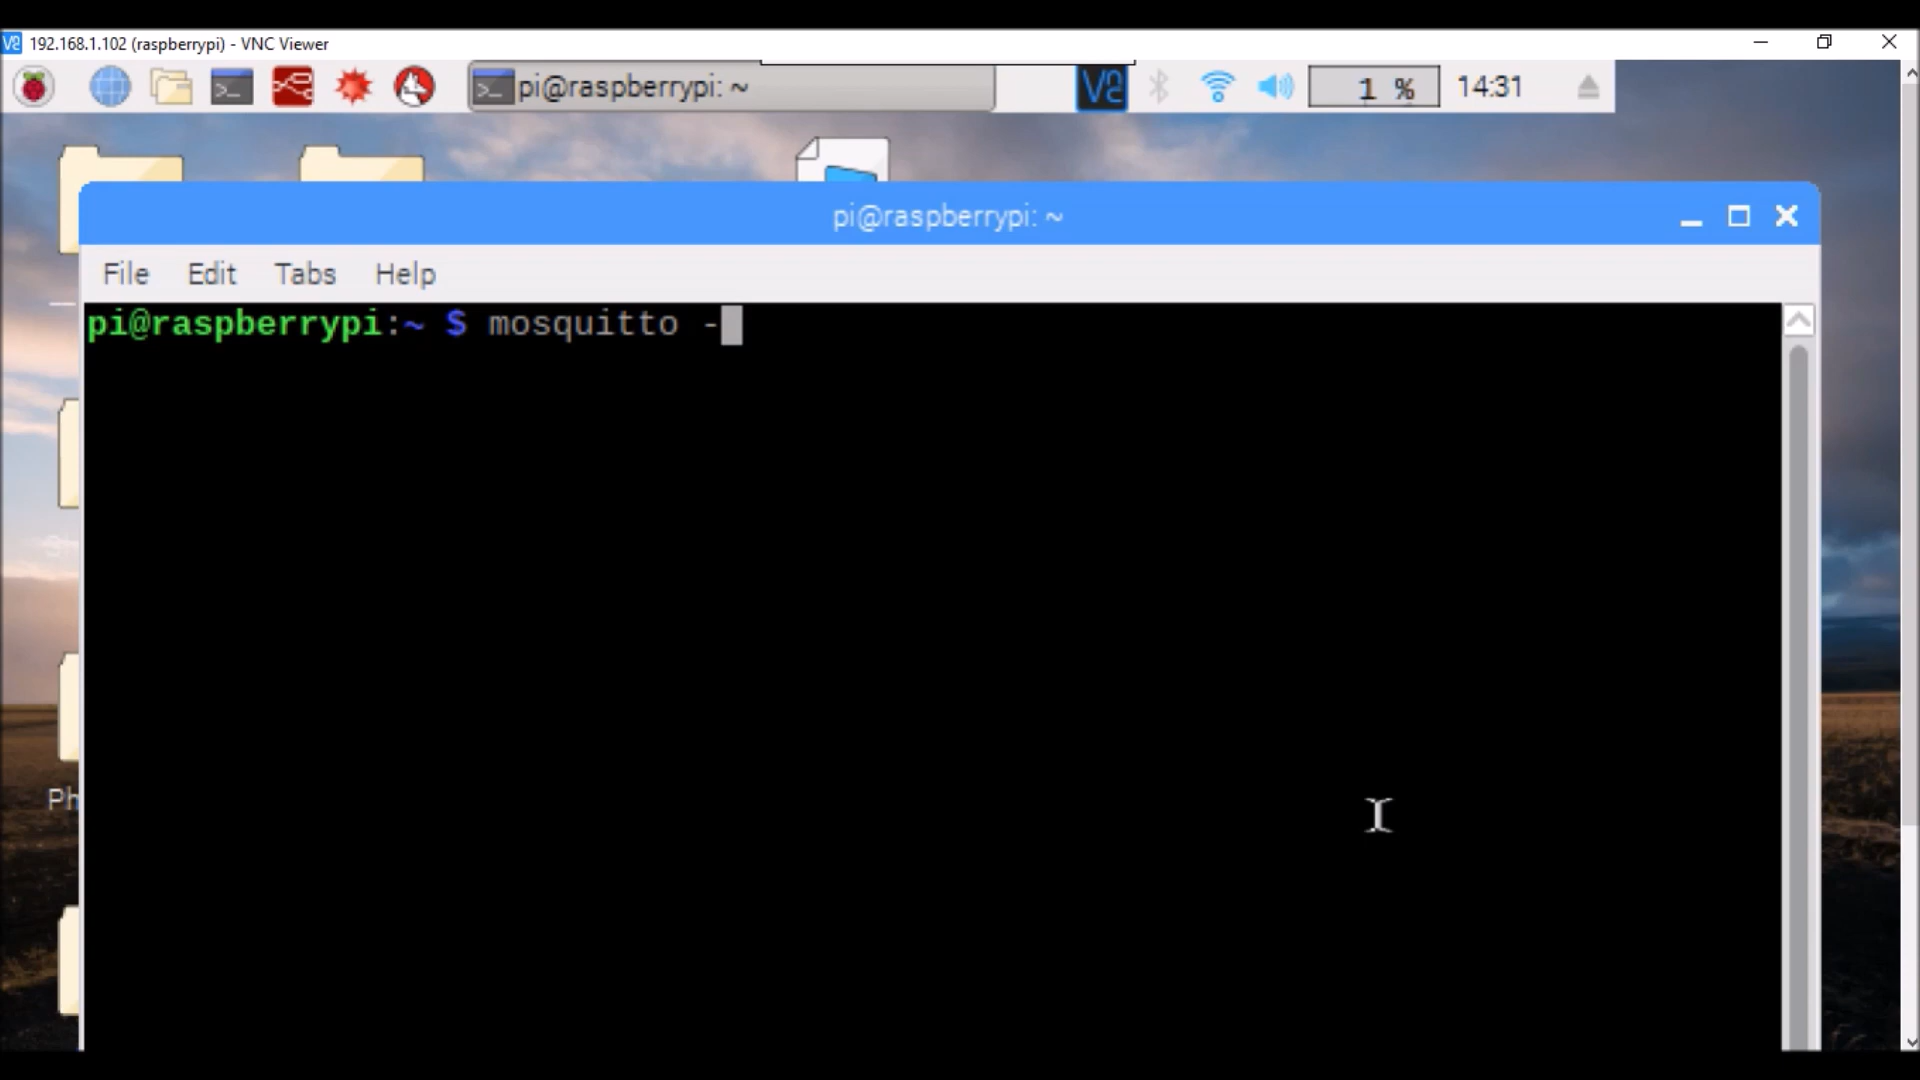 192.168.1.102 (raspberrypi) - VNC Viewer
pi@raspberrypi: ~
1 %
14:31
pi@raspberrypi: ~
File Edit Tabs Help
pi@raspberrypi:~ $ mosquitto -
Ph